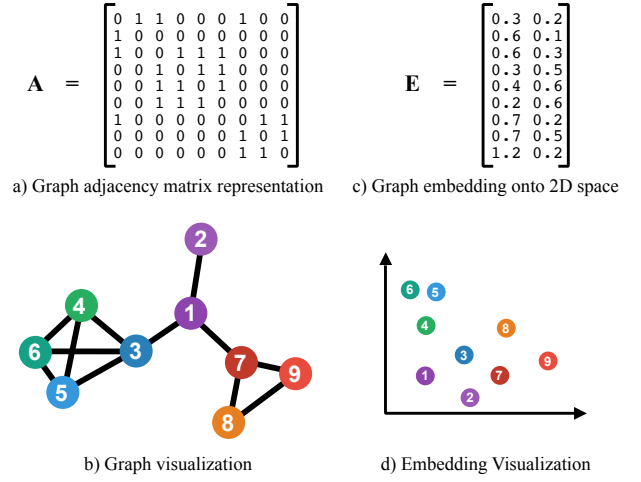 A =
0 1 1 0 0 0 1 0 0
1 0 0 0 0 0 0 0 0
1 0 0 1 1 1 0 0 0
0 0 1 0 1 1 0 0 0
0 0 1 1 0 1 0 0 0
0 0 1 1 1 0 0 0 0
1 0 0 0 0 0 0 1 1
0 0 0 0 0 0 1 0 1
0 0 0 0 0 0 1 1 0
a) Graph adjacency matrix representation
E =
0.3 0.2
0.6 0.1
0.6 0.3
0.3 0.5
0.4 0.6
0.2 0.6
0.7 0.2
0.7 0.5
1.2 0.2
c) Graph embedding onto 2D space
2
4
1
6
3
7
9
5
8
b) Graph visualization
6
5
4
8
3
9
1
7
2
d) Embedding Visualization